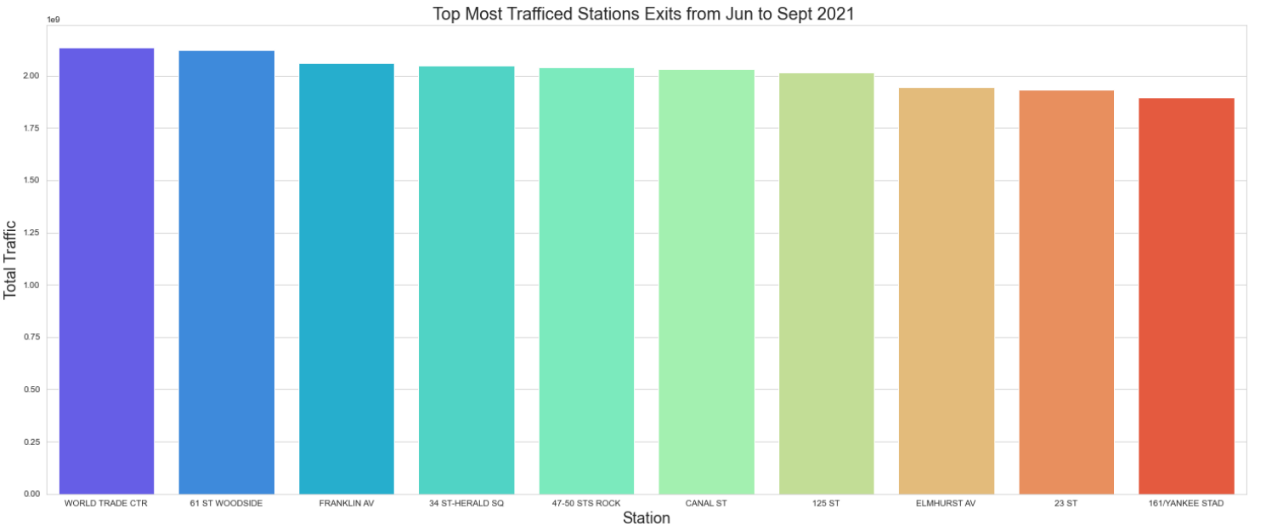 Top Most Trafficed Stations Exits from Jun to Sept 2021
1e9
2.00
1.75
1.50
1.25
1.00
0.75
0.50
0.25
0.00
Total Traffic
WORLD TRADE CTR
61 ST WOODSIDE
FRANKLIN AV
34 ST-HERALD SQ
47-50 STS ROCK
CANAL ST
125 ST
ELMHURST AV
23 ST
161/YANKEE STAD
Station